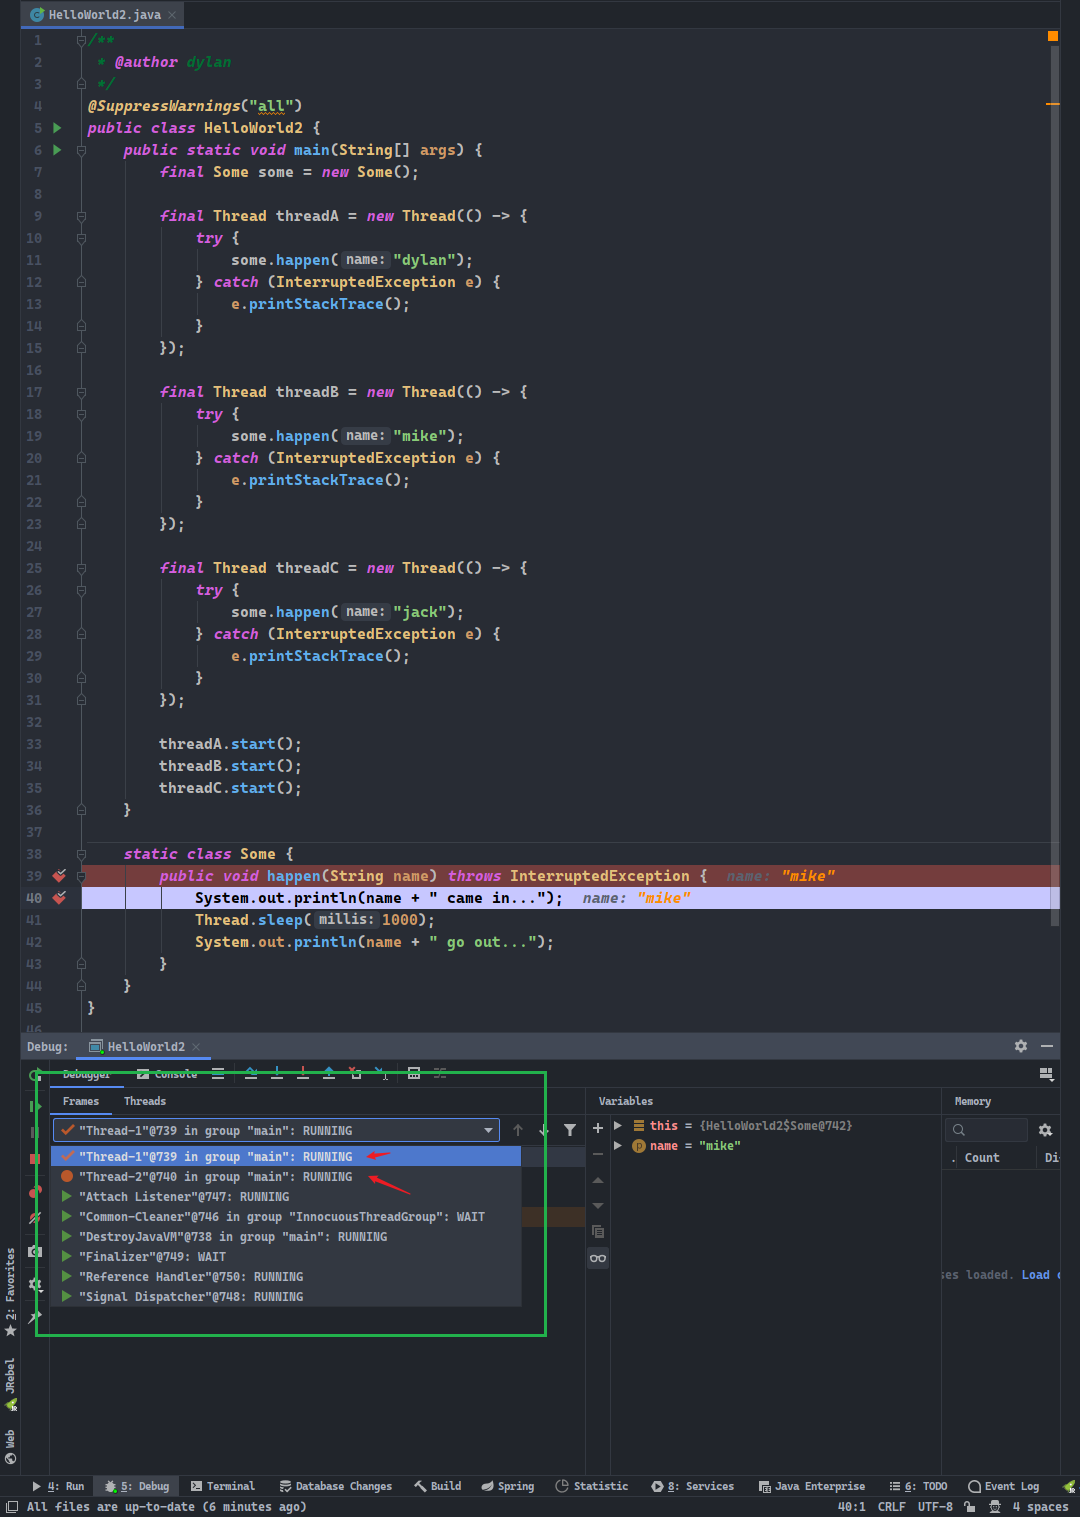 HelloWorld2.java
1 /**
2 * @author dylan
3 */
4 @SuppressWarnings("all")
5 public class HelloWorld2 {
6 public static void main(String[] args) {
7 final Some some = new Some();
8
9 final Thread threadA = new Thread(() -> {
10 try {
11 some.happen( name: "dylan");
12 } catch (InterruptedException e) {
13 e.printStackTrace();
14 }
15 });
16
17 final Thread threadB = new Thread(() -> {
18 try {
19 some.happen( name: "mike");
20 } catch (InterruptedException e) {
21 e.printStackTrace();
22 }
23 });
24
25 final Thread threadC = new Thread(() -> {
26 try {
27 some.happen( name: "jack");
28 } catch (InterruptedException e) {
29 e.printStackTrace();
30 }
31 });
32
33 threadA.start();
34 threadB.start();
35 threadC.start();
36 }
37
38 static class Some {
39 public void happen(String name) throws InterruptedException { name: "mike"
40 System.out.println(name + " came in..."); name: "mike"
41 Thread.sleep( millis: 1000);
42 System.out.println(name + " go out...");
43 }
44 }
45 }
46
Debug: HelloWorld2
Debugger Console
Frames Threads
Variables
Memory
"Thread-1"@739 in group "main": RUNNING
this = {HelloWorld2$Some@742}
name = "mike"
Count Di
"Thread-1"@739 in group "main": RUNNING
"Thread-2"@740 in group "main": RUNNING
"Attach Listener"@747: RUNNING
"Common-Cleaner"@746 in group "InnocuousThreadGroup": WAIT
"DestroyJavaVM"@738 in group "main": RUNNING
"Finalizer"@749: WAIT
"Reference Handler"@750: RUNNING
"Signal Dispatcher"@748: RUNNING
ses loaded. Load c
2: Favorites
JRebel
Web
4: Run 5: Debug Terminal Database Changes Build Spring Statistic 8: Services Java Enterprise 6: TODO Event Log
All files are up-to-date (6 minutes ago) 40:1 CRLF UTF-8 4 spaces